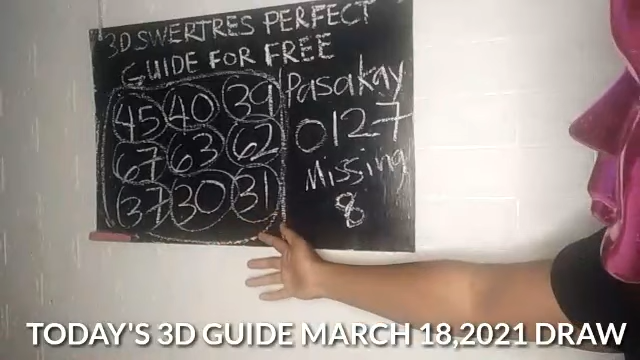 3D SWERTRES PERFECT
GUIDE FOR FREE
45 40 39
67 63 62
37 30 31
Pasakay
0127
Missing
8
TODAY'S 3D GUIDE MARCH 18,2021 DRAW